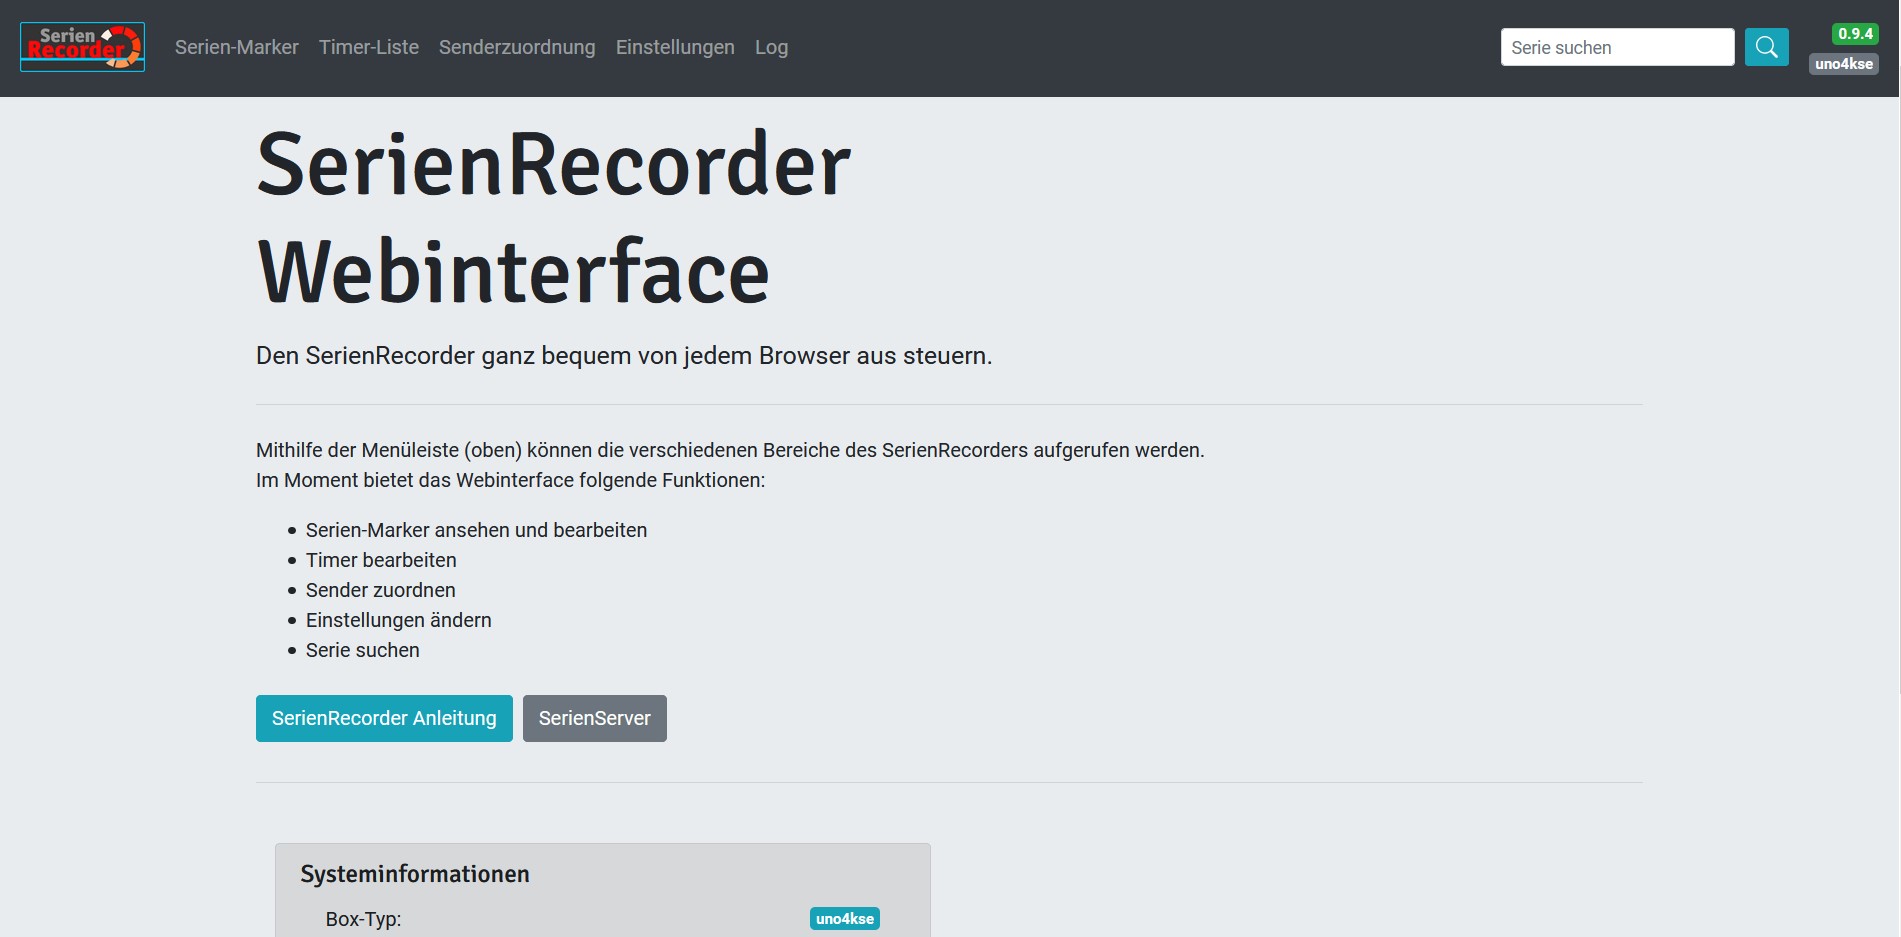 Serien
Recorder
Serien-Marker Timer-Liste Senderzuordnung Einstellungen Log
Serie suchen
0.9.4
uno4kse
SerienRecorder
Webinterface
Den SerienRecorder ganz bequem von jedem Browser aus steuern.
Mithilfe der Menüleiste (oben) können die verschiedenen Bereiche des SerienRecorders aufgerufen werden.
Im Moment bietet das Webinterface folgende Funktionen:
• Serien-Marker ansehen und bearbeiten
• Timer bearbeiten
• Sender zuordnen
• Einstellungen ändern
• Serie suchen
SerienRecorder Anleitung SerienServer
Systeminformationen
Box-Typ: uno4kse